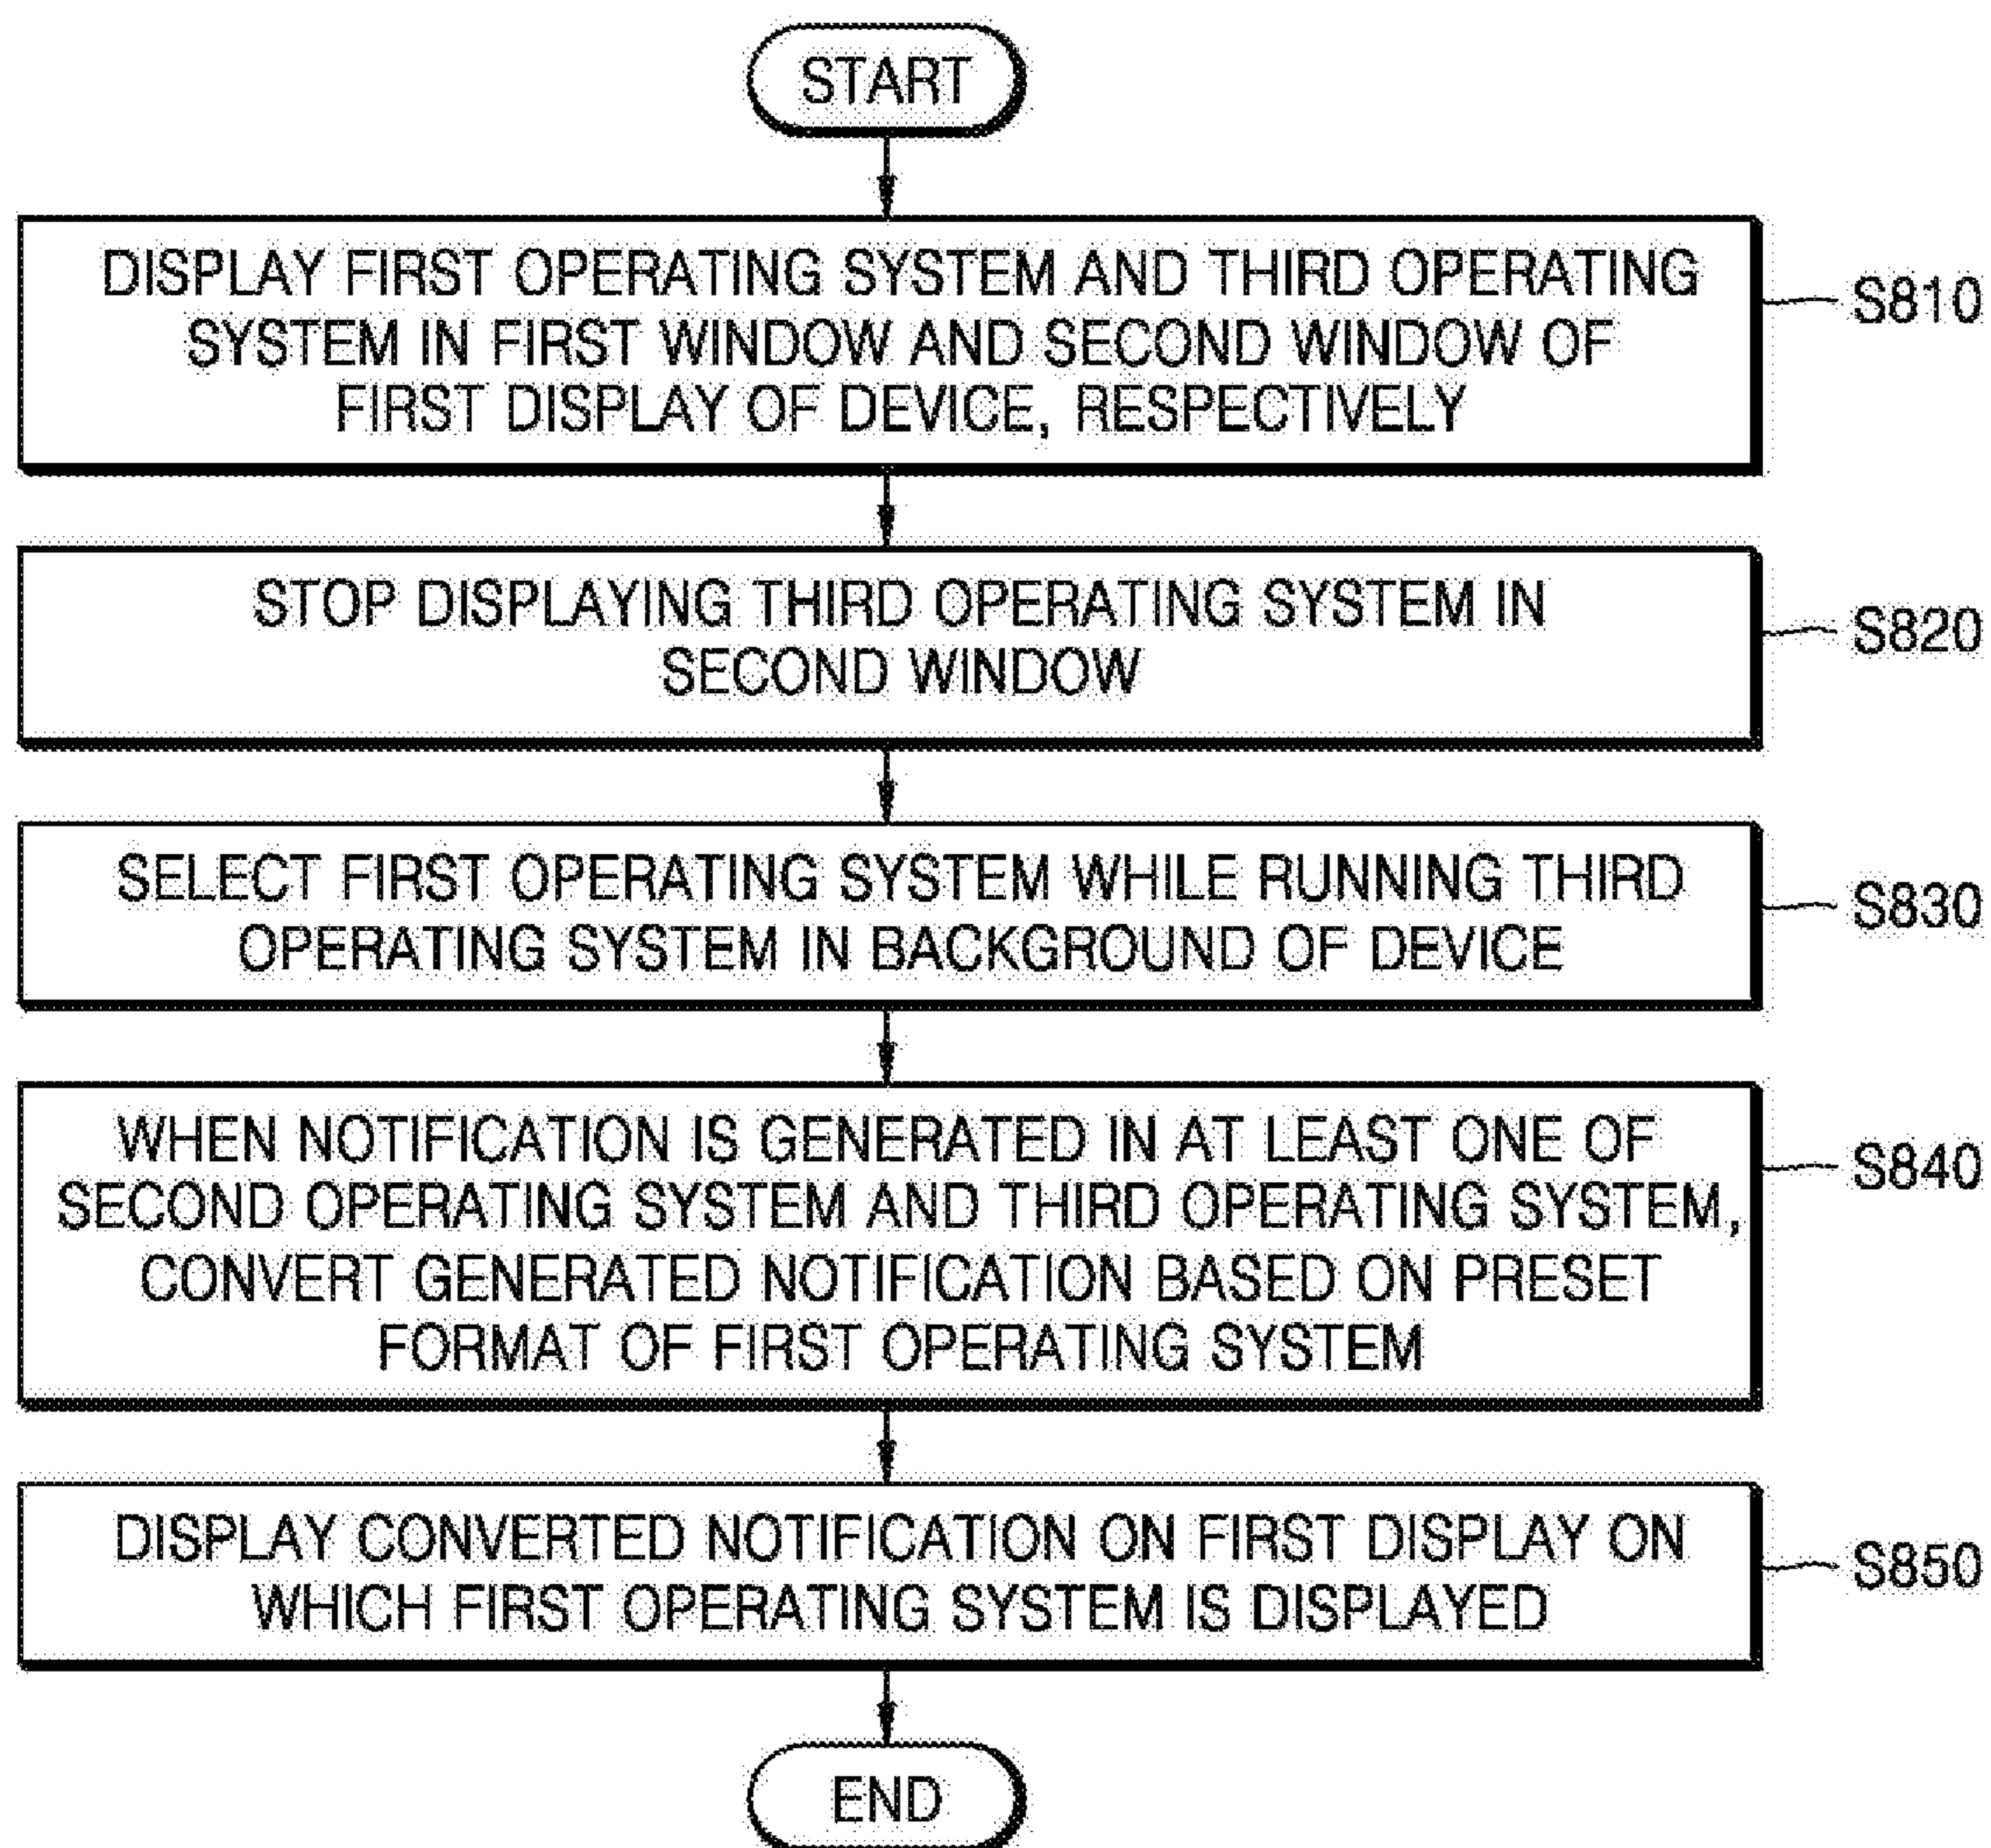 START
DISPLAY FIRST OPERATING SYSTEM AND THIRD OPERATING
SYSTEM IN FIRST WINDOW AND SECOND WINDOW OF
FIRST DISPLAY OF DEVICE, RESPECTIVELY
S810
STOP DISPLAYING THIRD OPERATING SYSTEM IN
SECOND WINDOW
S820
SELECT FIRST OPERATING SYSTEM WHILE RUNNING THIRD
OPERATING SYSTEM IN BACKGROUND OF DEVICE
S830
WHEN NOTIFICATION IS GENERATED IN AT LEAST ONE OF
SECOND OPERATING SYSTEM AND THIRD OPERATING SYSTEM,
CONVERT GENERATED NOTIFICATION BASED ON PRESET
FORMAT OF FIRST OPERATING SYSTEM
S840
DISPLAY CONVERTED NOTIFICATION ON FIRST DISPLAY ON
WHICH FIRST OPERATING SYSTEM IS DISPLAYED
S850
END